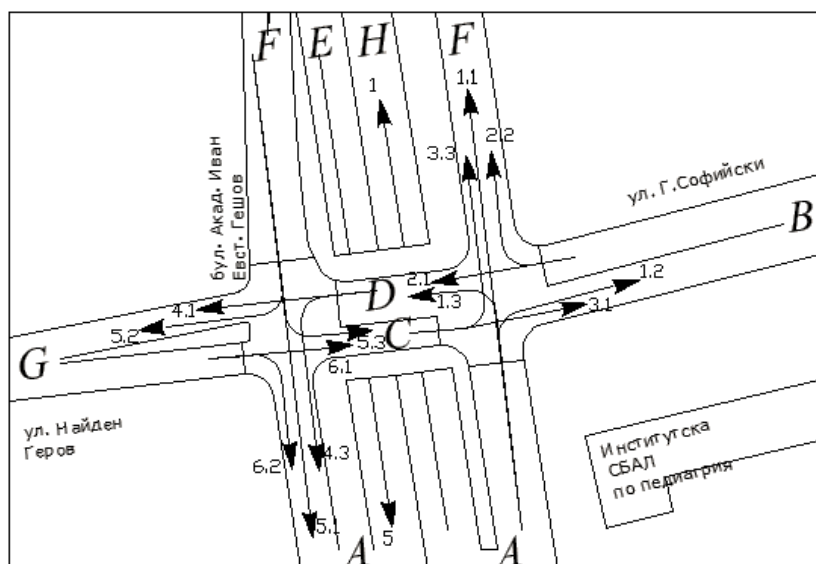 F
E
H
F
1
1.1
2.2
3.3
бул. Акад. Иван
Евст. Гешов
ул. Г.Софийски
B
2.1
D
1.3
1.2
3.1
4.1
5.2
C
5.3
6.1
G
ул. Найден
Геров
6.2
4.3
5.1
5
A
A
Институтска
СБАЛ
по педиагрия